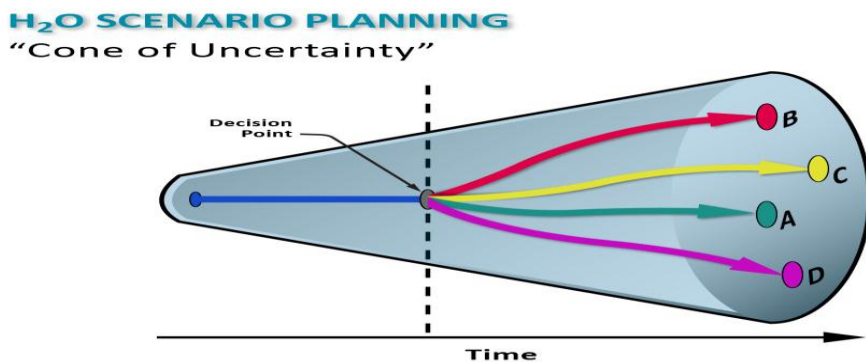 H₂O SCENARIO PLANNING
“Cone of Uncertainty”
Decision
Point
B
C
A
D
Time